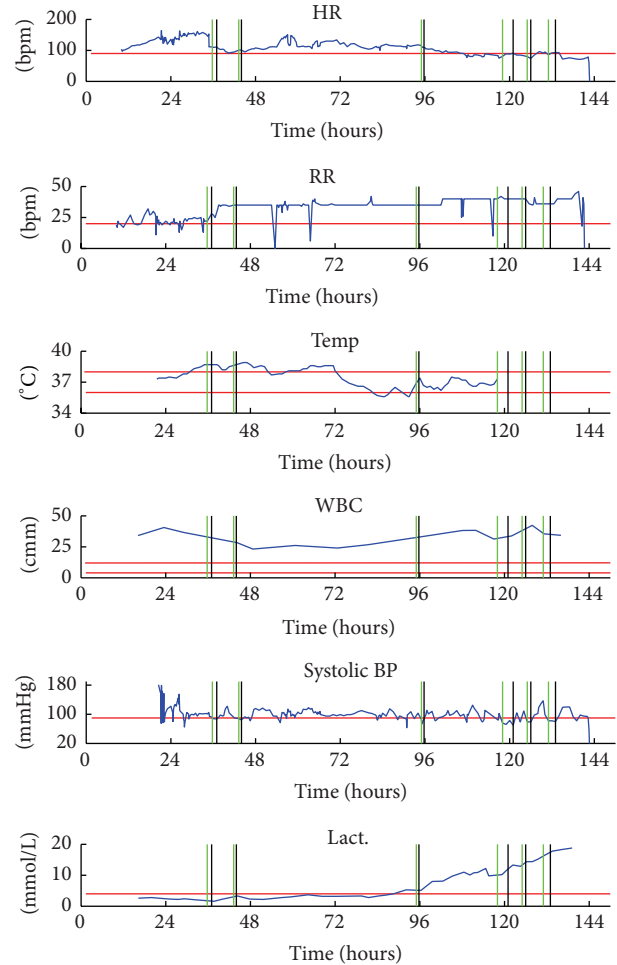 HR
(bpm)
200
100
0
0 24 48 72 96 120 144
Time (hours)
RR
(bpm)
50
25
0
0 24 48 72 96 120 144
Time (hours)
Temp
(°C)
40
37
34
0 24 48 72 96 120 144
Time (hours)
WBC
(cmm)
50
25
0
0 24 48 72 96 120 144
Time (hours)
Systolic BP
(mmHg)
180
100
20
0 24 48 72 96 120 144
Time (hours)
Lact.
(mmol/L)
20
10
0
0 24 48 72 96 120 144
Time (hours)